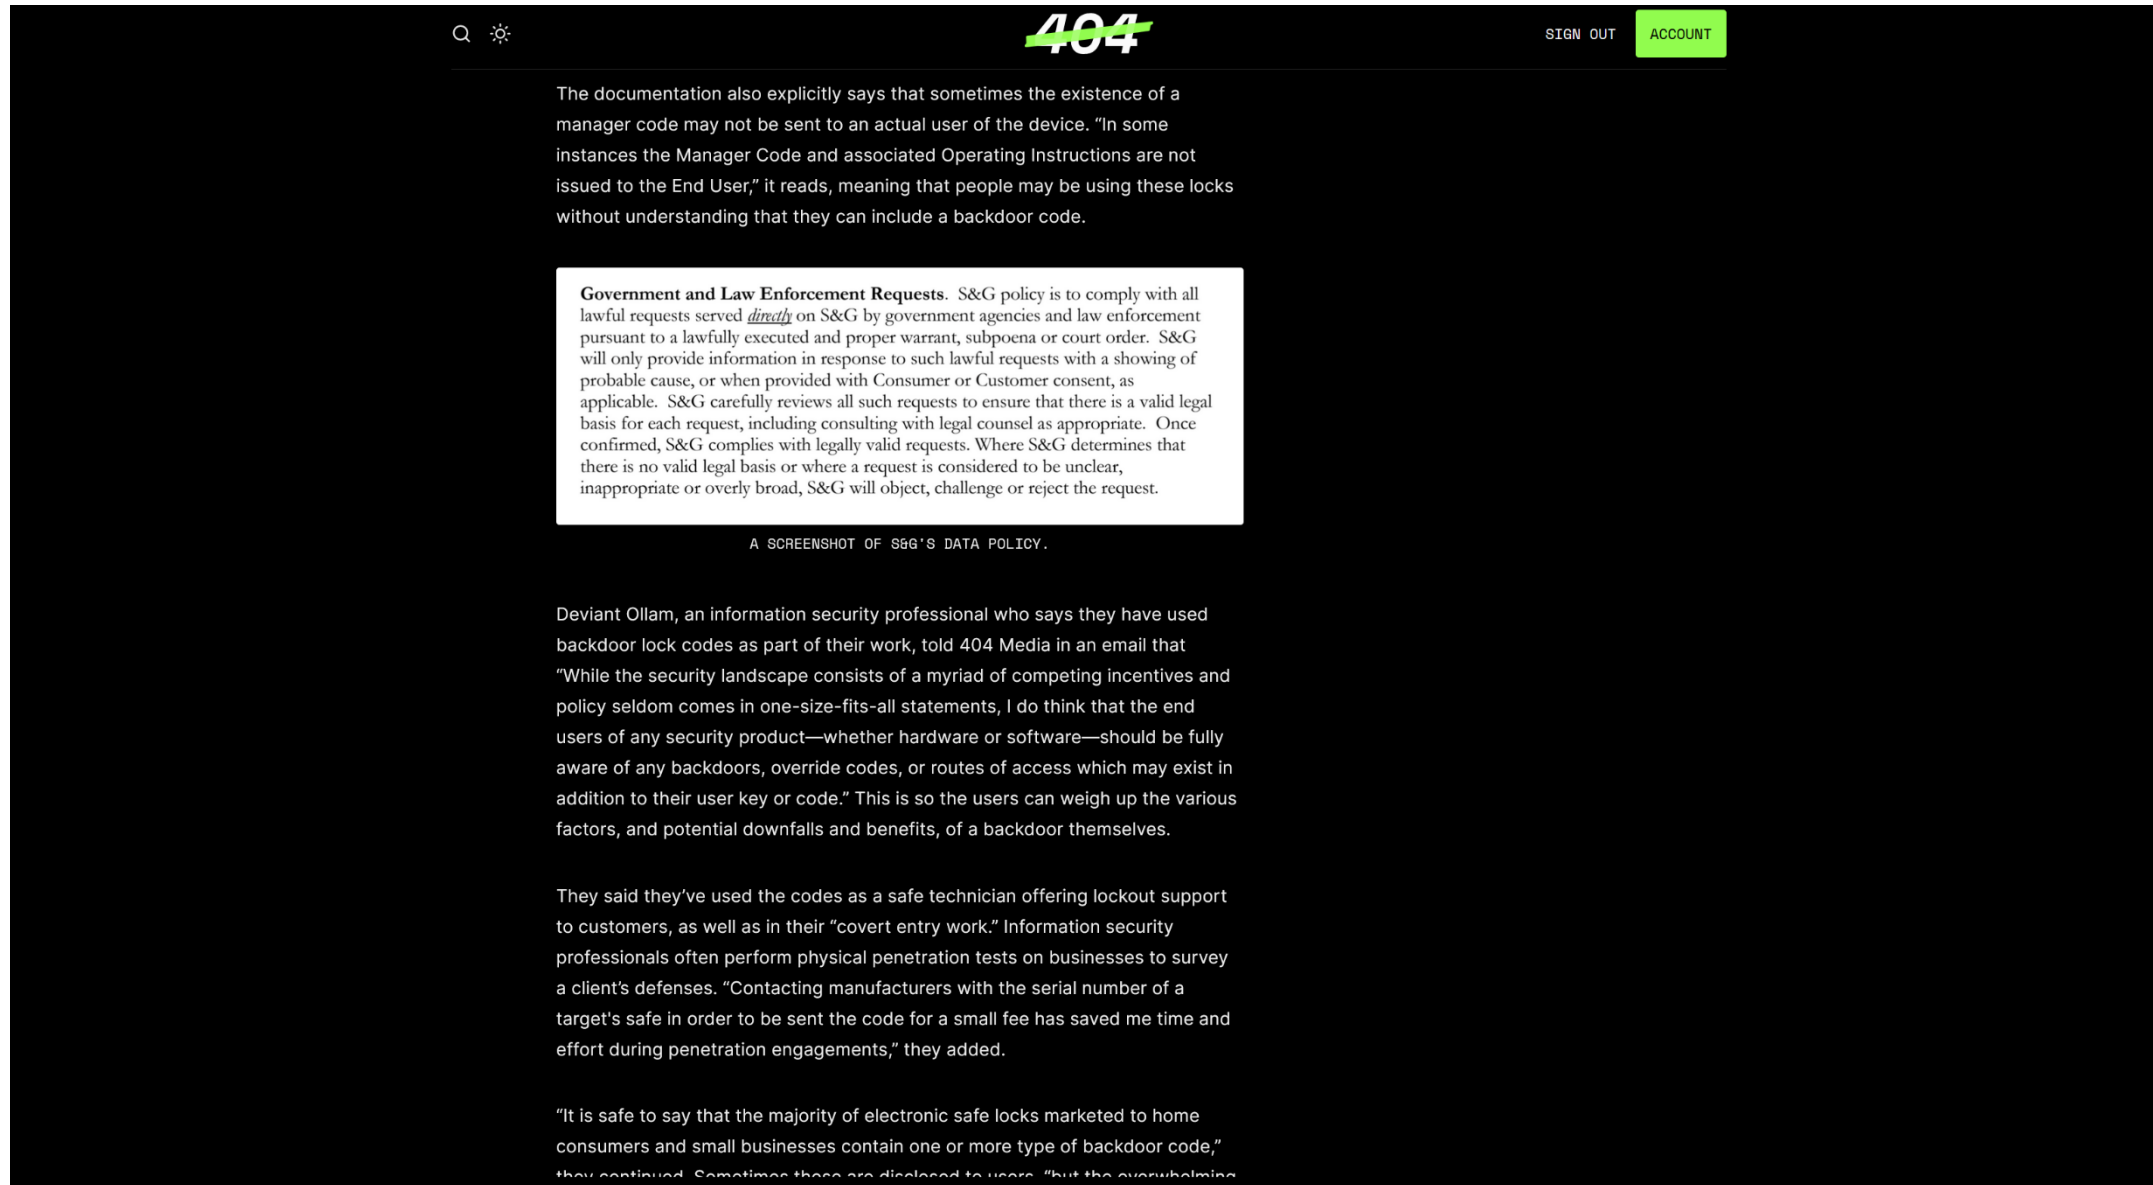 404
SIGN OUT
ACCOUNT
The documentation also explicitly says that sometimes the existence of a
manager code may not be sent to an actual user of the device. “In some
instances the Manager Code and associated Operating Instructions are not
issued to the End User,” it reads, meaning that people may be using these locks
without understanding that they can include a backdoor code.
Government and Law Enforcement Requests. S&G policy is to comply with all
lawful requests served directly on S&G by government agencies and law enforcement
pursuant to a lawfully executed and proper warrant, subpoena or court order. S&G
will only provide information in response to such lawful requests with a showing of
probable cause, or when provided with Consumer or Customer consent, as
applicable. S&G carefully reviews all such requests to ensure that there is a valid legal
basis for each request, including consulting with legal counsel as appropriate. Once
confirmed, S&G complies with legally valid requests. Where S&G determines that
there is no valid legal basis or where a request is considered to be unclear,
inappropriate or overly broad, S&G will object, challenge or reject the request.
A SCREENSHOT OF S&G'S DATA POLICY.
Deviant Ollam, an information security professional who says they have used
backdoor lock codes as part of their work, told 404 Media in an email that
“While the security landscape consists of a myriad of competing incentives and
policy seldom comes in one-size-fits-all statements, I do think that the end
users of any security product—whether hardware or software—should be fully
aware of any backdoors, override codes, or routes of access which may exist in
addition to their user key or code.” This is so the users can weigh up the various
factors, and potential downfalls and benefits, of a backdoor themselves.
They said they’ve used the codes as a safe technician offering lockout support
to customers, as well as in their “covert entry work.” Information security
professionals often perform physical penetration tests on businesses to survey
a client’s defenses. “Contacting manufacturers with the serial number of a
target's safe in order to be sent the code for a small fee has saved me time and
effort during penetration engagements,” they added.
“It is safe to say that the majority of electronic safe locks marketed to home
consumers and small businesses contain one or more type of backdoor code,”
they continued. Sometimes these are disclosed to users, “but the overwhelming